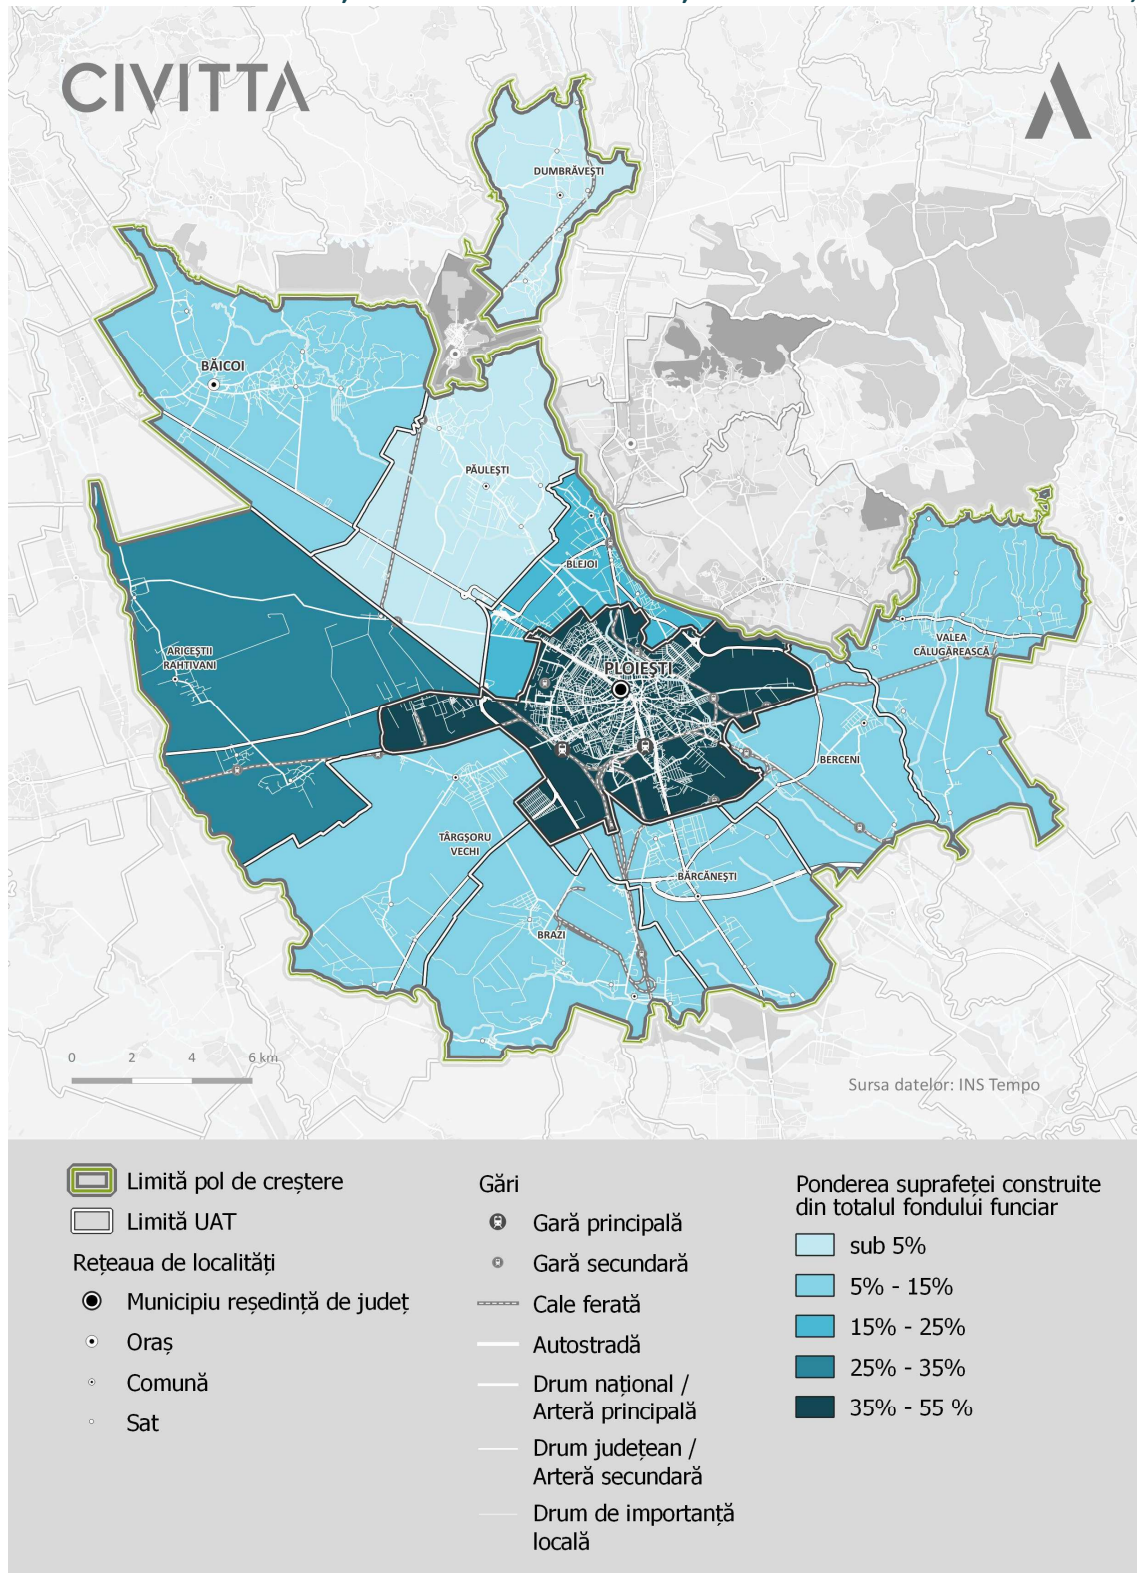 CIVITTA
DUMBRĂVEȘTI
BĂICOI
PĂULEȘTI
BLEJOI
VALEA
CĂLUGĂREASCĂ
ARICEȘTII
RAHTIVANI
PLOIEȘTI
BERCENI
TÂRGȘORU
VECHI
BĂRCĂNEȘTI
BRAZI
0 2 4 6 km
Sursa datelor: INS Tempo
Limită pol de creștere
Limită UAT
Rețeaua de localități
Municipiu reședință de județ
Oraș
Comună
Sat
Gări
Gară principală
Gară secundară
Cale ferată
Autostradă
Drum național /
Arteră principală
Drum județean /
Arteră secundară
Drum de importanță
locală
Ponderea suprafeței construite
din totalul fondului funciar
sub 5%
5% - 15%
15% - 25%
25% - 35%
35% - 55 %